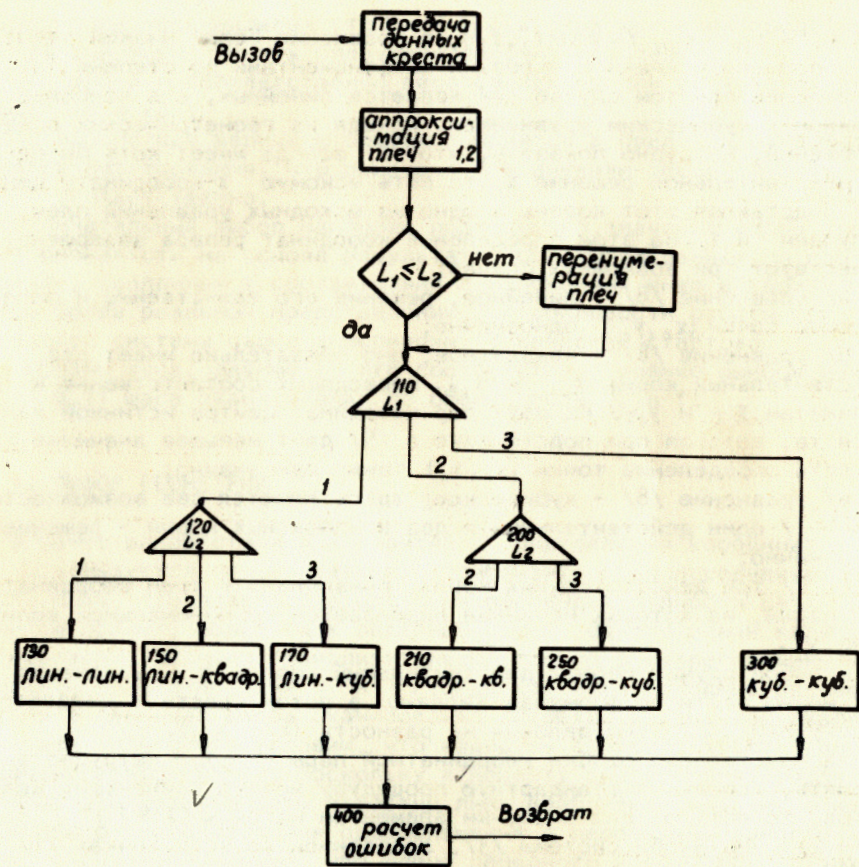 передача
данных
креста
Вызов
аппрокси-
мация
плеч 1,2
L₁ ≤ L₂
нет
перенуме-
рация
плеч
да
110
L1
1
2
3
120
L2
200
L2
1
2
3
2
3
130
лин.-лин.
150
лин.-квадр.
170
лин.-куб.
210
квадр.-кв.
250
квадр.-куб.
300
куб.-куб.
400
расчет
ошибок
Возврат